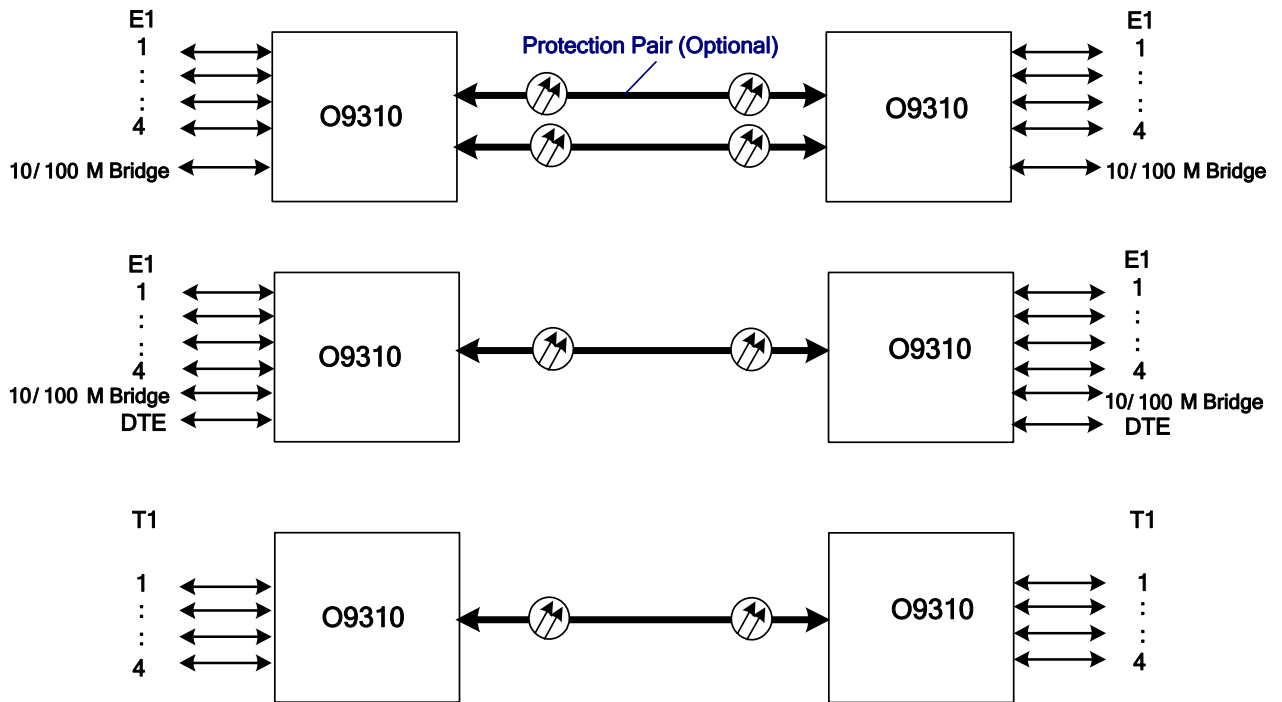 E1
1
:
:
4
10/ 100 M Bridge
O9310
Protection Pair (Optional)
O9310
E1
1
:
:
4
10/ 100 M Bridge
E1
1
:
:
4
10/ 100 M Bridge
DTE
O9310
O9310
E1
1
:
:
4
10/ 100 M Bridge
DTE
T1
1
:
:
4
O9310
O9310
T1
1
:
:
4